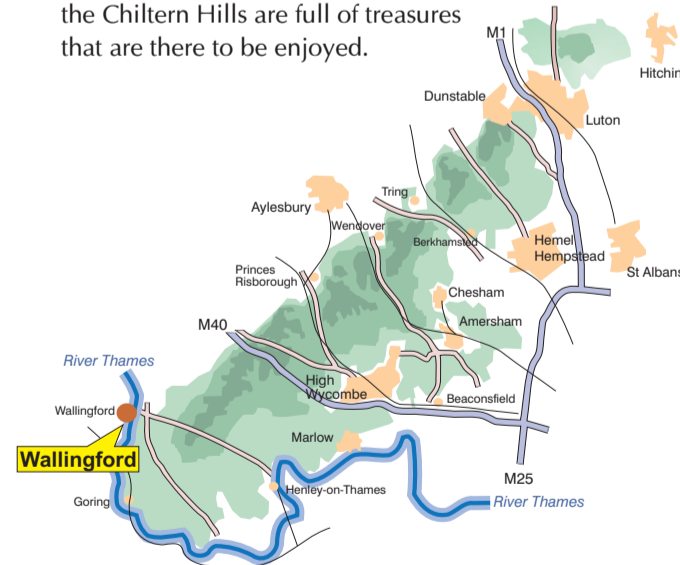 the Chiltern Hills are full of treasures
that are there to be enjoyed.
M1
Hitchin
Dunstable
Luton
Tring
Aylesbury
Wendover
Berkhamsted
Hemel
Hempstead
St Albans
Princes
Risborough
Chesham
Amersham
M40
River Thames
High
Wycombe
Beaconsfield
Wallingford
Marlow
Wallingford
M25
Henley-on-Thames
Goring
River Thames